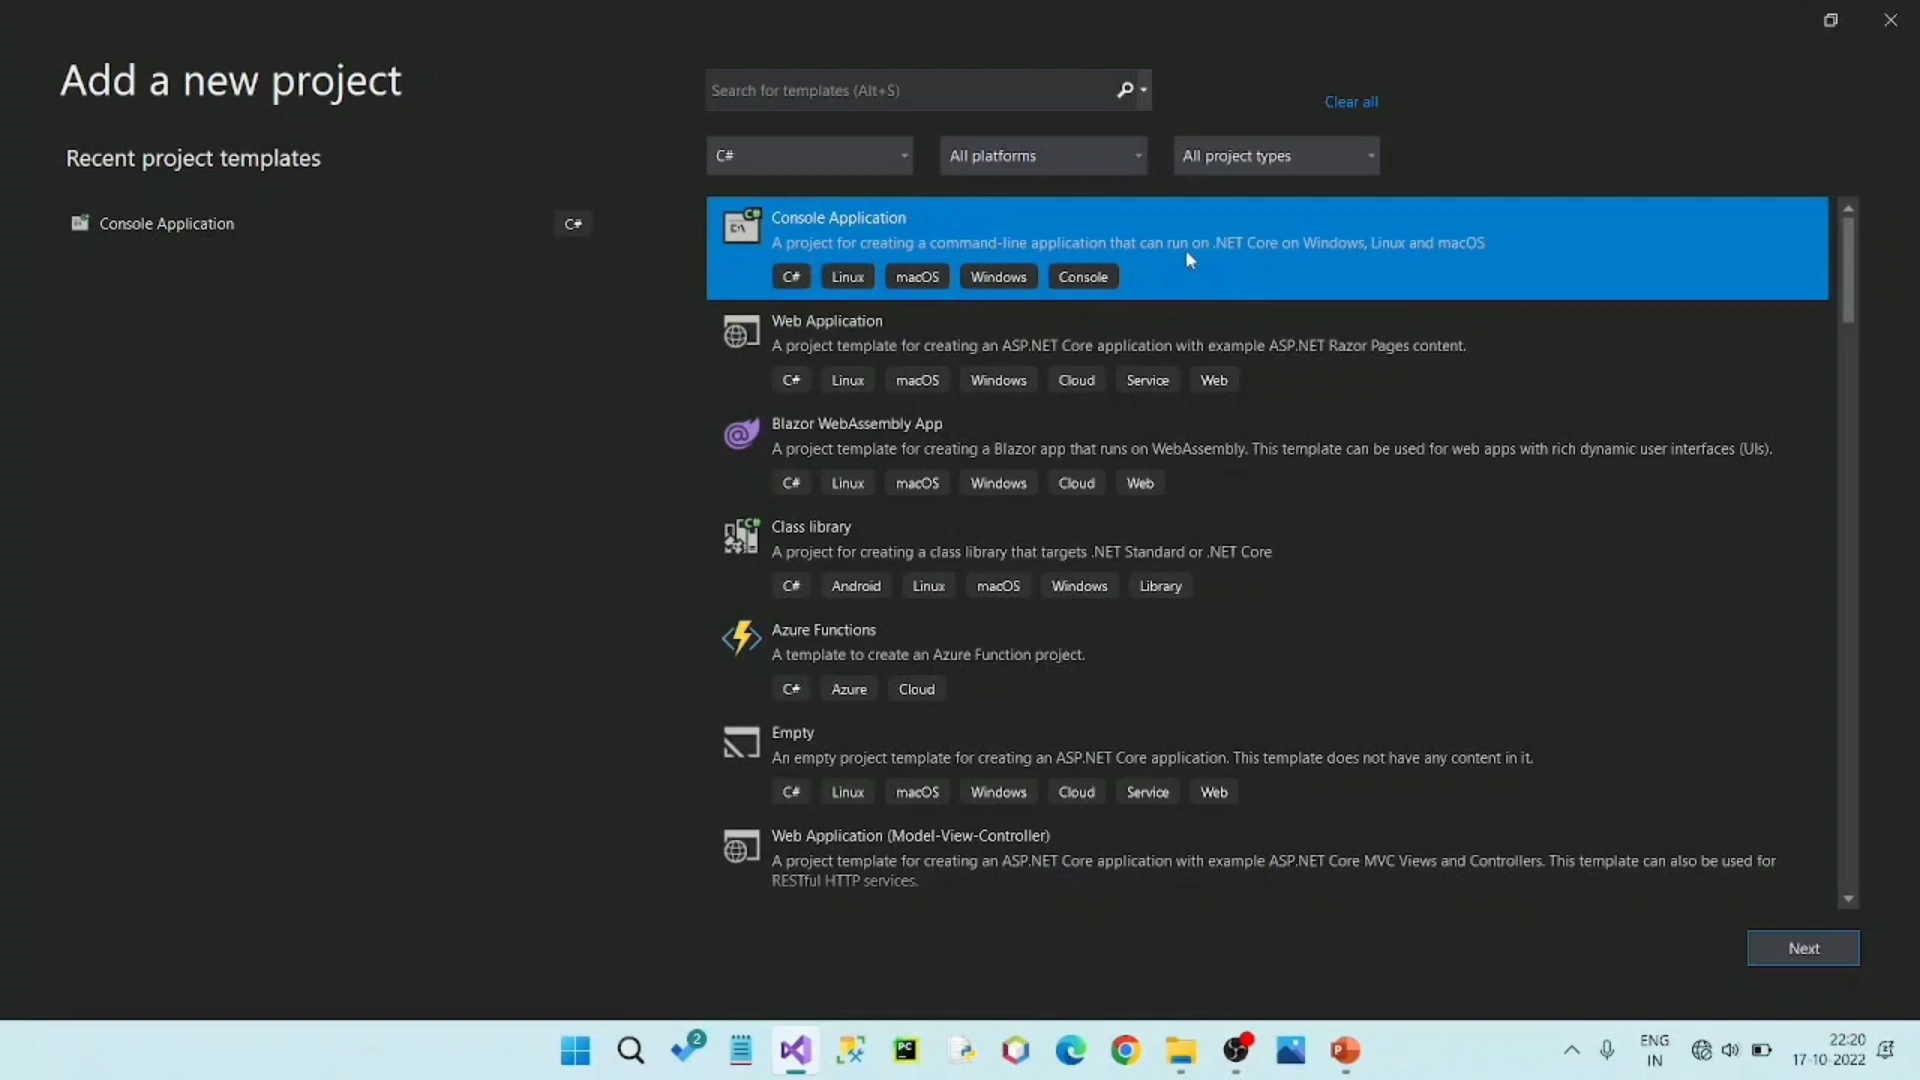 Add a new project
Search for templates (Alt+S)
Clear all
Recent project templates
C#
All platforms
All project types
Console Application
C#
Console Application
A project for creating a command-line application that can run on .NET Core on Windows, Linux and macOS
C# Linux macOS Windows Console
Web Application
A project template for creating an ASP.NET Core application with example ASP.NET Razor Pages content.
C# Linux macOS Windows Cloud Service Web
Blazor WebAssembly App
A project template for creating a Blazor app that runs on WebAssembly. This template can be used for web apps with rich dynamic user interfaces (UIs).
C# Linux macOS Windows Cloud Web
Class library
A project for creating a class library that targets .NET Standard or .NET Core
C# Android Linux macOS Windows Library
Azure Functions
A template to create an Azure Function project.
C# Azure Cloud
Empty
An empty project template for creating an ASP.NET Core application. This template does not have any content in it.
C# Linux macOS Windows Cloud Service Web
Web Application (Model-View-Controller)
A project template for creating an ASP.NET Core application with example ASP.NET Core MVC Views and Controllers. This template can also be used for
RESTful HTTP services.
Next
2
PC
P
ENG
IN
22:20
17-10-2022